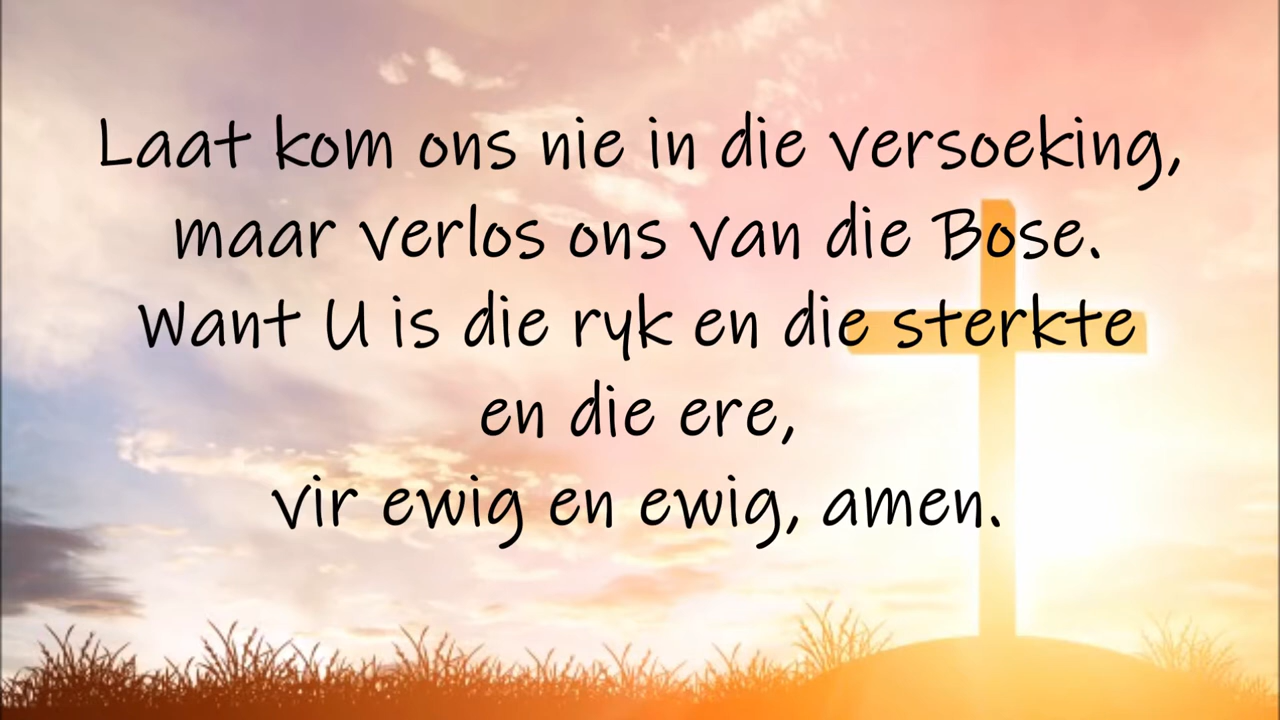 Laat kom ons nie in die versoeking,
maar verlos ons van die Bose.
Want U is die ryk en die sterkte
en die ere,
vir ewig en ewig, amen.